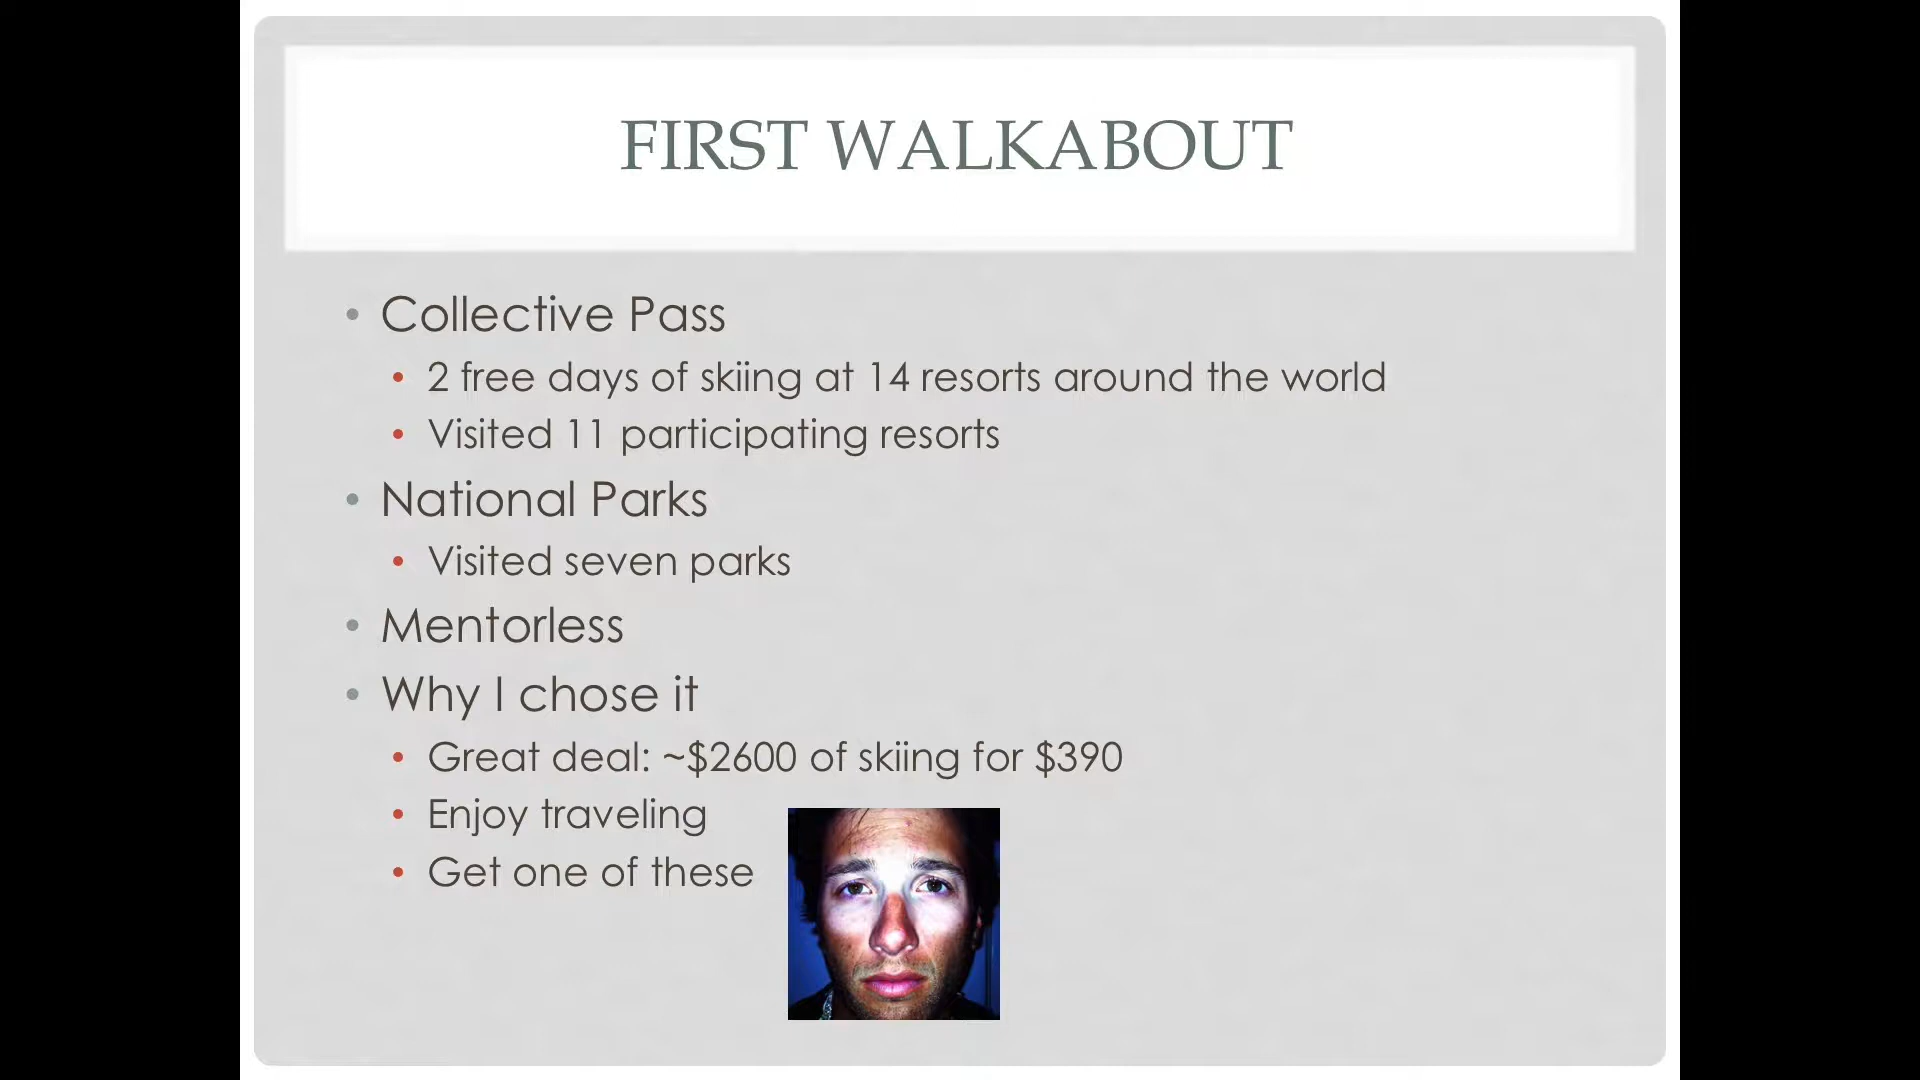 FIRST WALKABOUT
• Collective Pass
• 2 free days of skiing at 14 resorts around the world
• Visited 11 participating resorts
• National Parks
• Visited seven parks
• Mentorless
• Why I chose it
• Great deal: ~$2600 of skiing for $390
• Enjoy traveling
• Get one of these